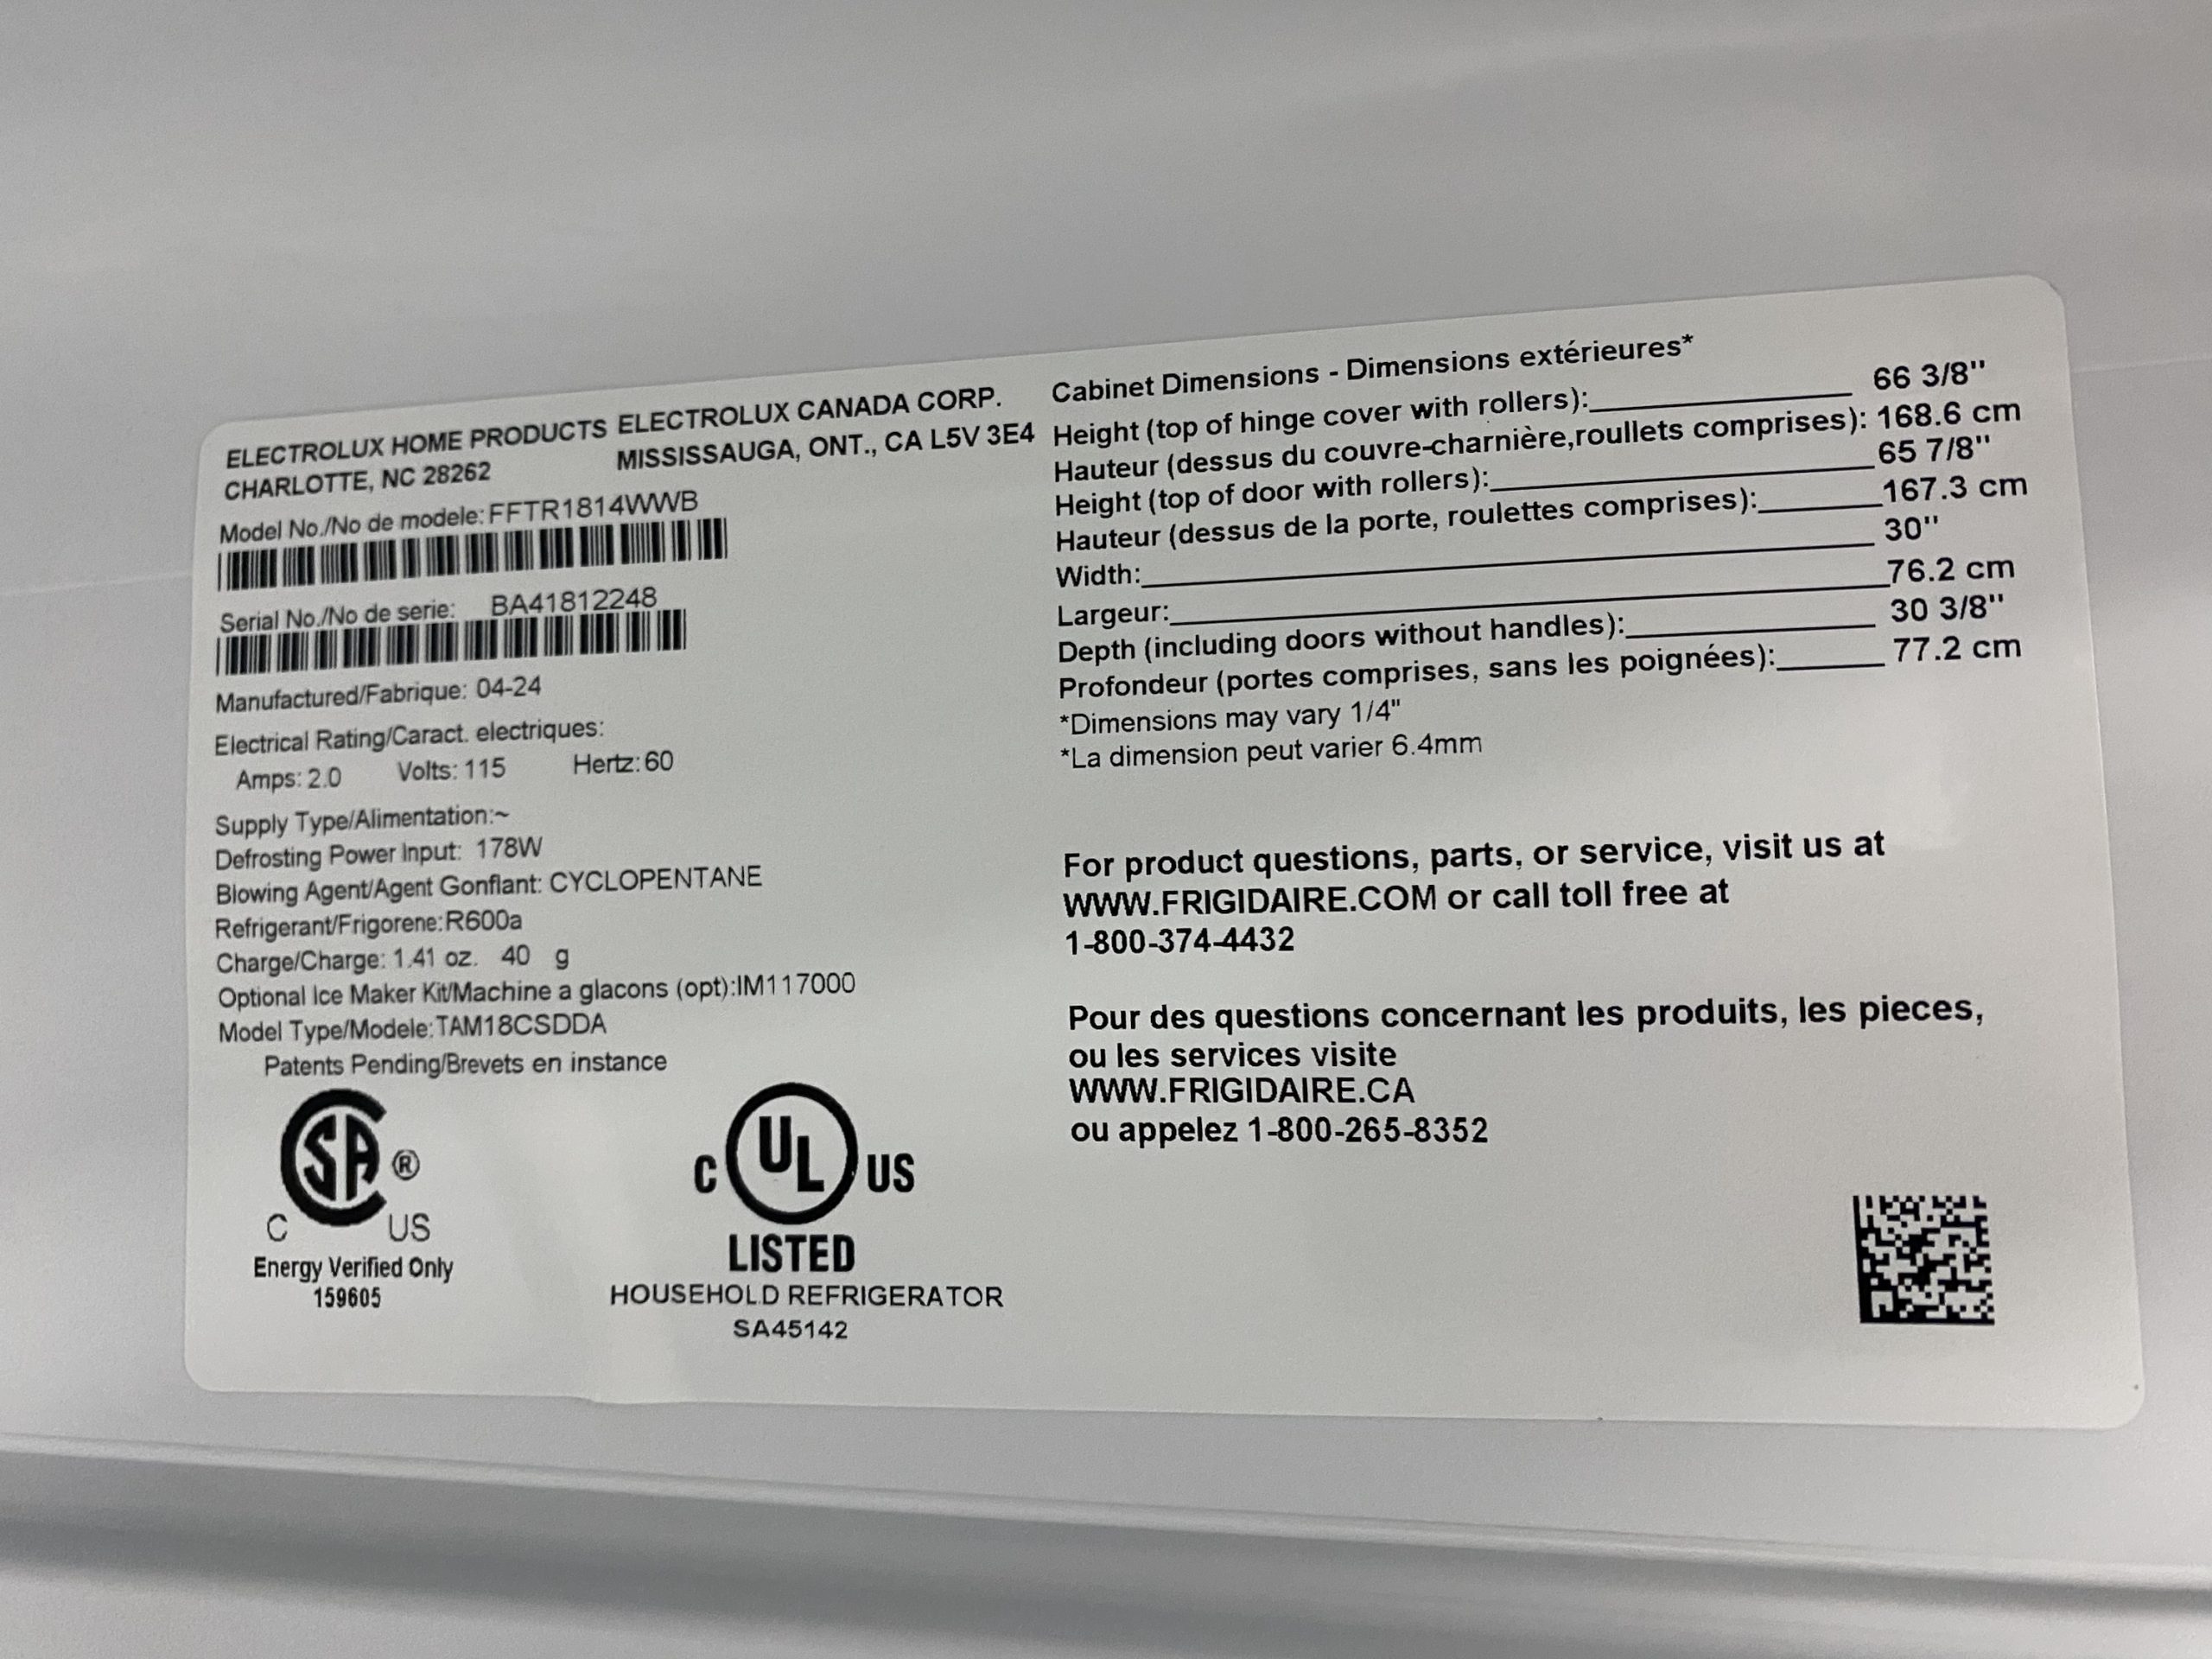 ELECTROLUX HOME PRODUCTS ELECTROLUX CANADA CORP.
CHARLOTTE, NC 28262 MISSISSAUGA, ONT., CA L5V 3E4
Model No./No de modele: FFTR1814WWB
Serial No./No de serie: BA41812248
Manufactured/Fabrique: 04-24
Electrical Rating/Caract. electriques:
Amps: 2.0 Volts: 115 Hertz: 60
Supply Type/Alimentation:~
Defrosting Power Input: 178W
Blowing Agent/Agent Gonflant: CYCLOPENTANE
Refrigerant/Frigorene:R600a
Charge/Charge: 1.41 oz. 40 g
Optional Ice Maker Kit/Machine a glacons (opt):IM117000
Model Type/Modele:TAM18CSDDA
Patents Pending/Brevets en instance
SA ®
C US
Energy Verified Only
159605
C UL US
LISTED
HOUSEHOLD REFRIGERATOR
SA45142
Cabinet Dimensions - Dimensions extérieures*
Height (top of hinge cover with rollers):____ 66 3/8"
Hauteur (dessus du couvre-charnière,roullets comprises): 168.6 cm
Height (top of door with rollers):____ 65 7/8"
Hauteur (dessus de la porte, roulettes comprises):____167.3 cm
Width:____ 30"
Largeur:____76.2 cm
Depth (including doors without handles):____ 30 3/8"
Profondeur (portes comprises, sans les poignées):____ 77.2 cm
*Dimensions may vary 1/4"
*La dimension peut varier 6.4mm
For product questions, parts, or service, visit us at
WWW.FRIGIDAIRE.COM or call toll free at
1-800-374-4432
Pour des questions concernant les produits, les pieces,
ou les services visite
WWW.FRIGIDAIRE.CA
ou appelez 1-800-265-8352